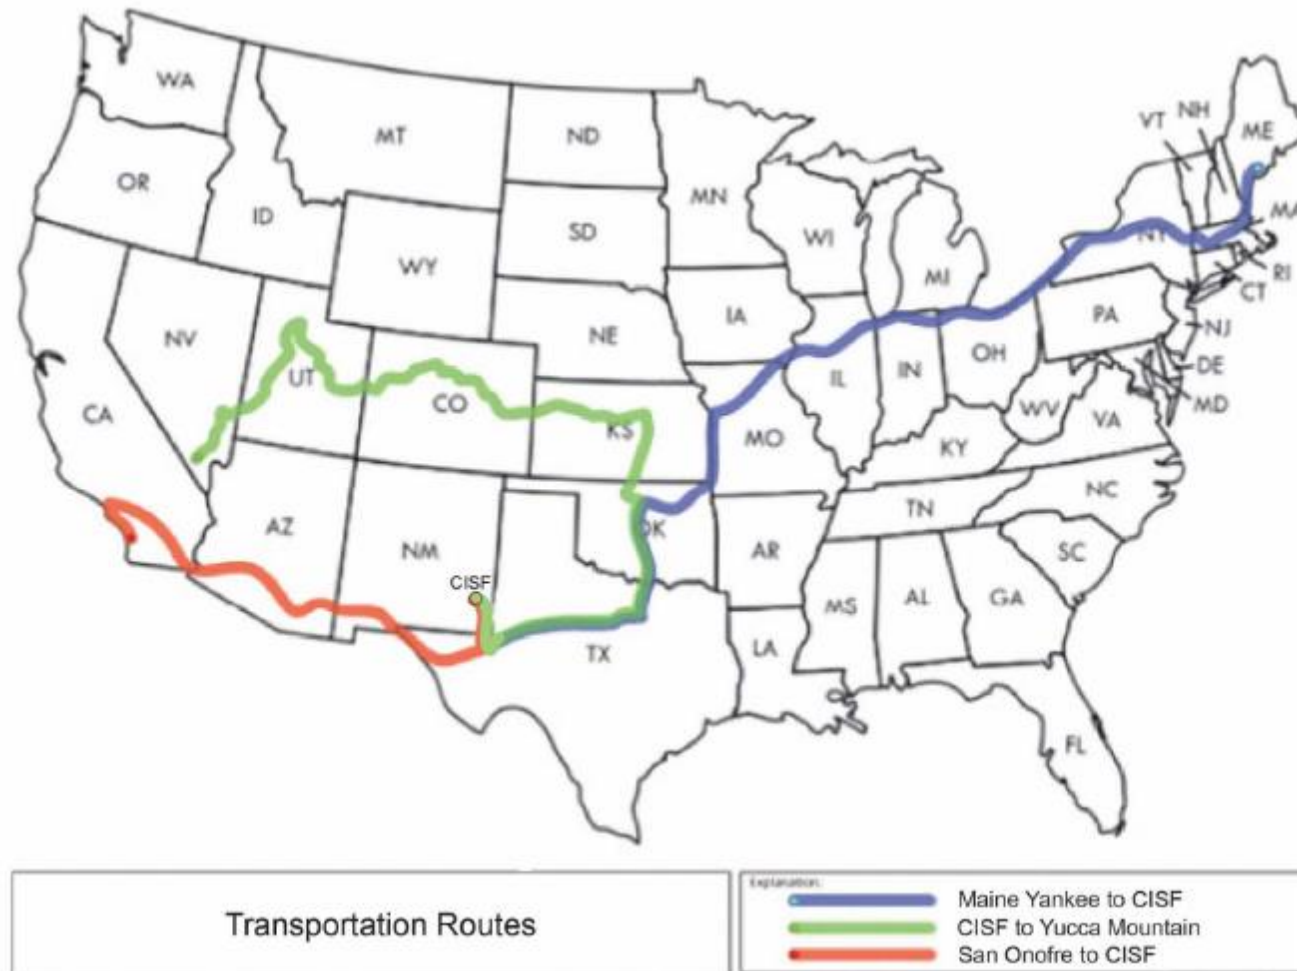 WA
MT
ND
VT NH
ME
OR
ID
MN
SD
WI
MA
WY
NY
MI
RI
IA
CT
NE
PA
NJ
NV
OH
UT
IL
IN
DE
CO
MD
CA
WV
KS
VA
MO
KY
NC
TN
AZ
OK
NM
AR
SC
CISF
MS
AL
GA
LA
TX
FL
Transportation Routes
Explanation:
Maine Yankee to CISF
CISF to Yucca Mountain
San Onofre to CISF